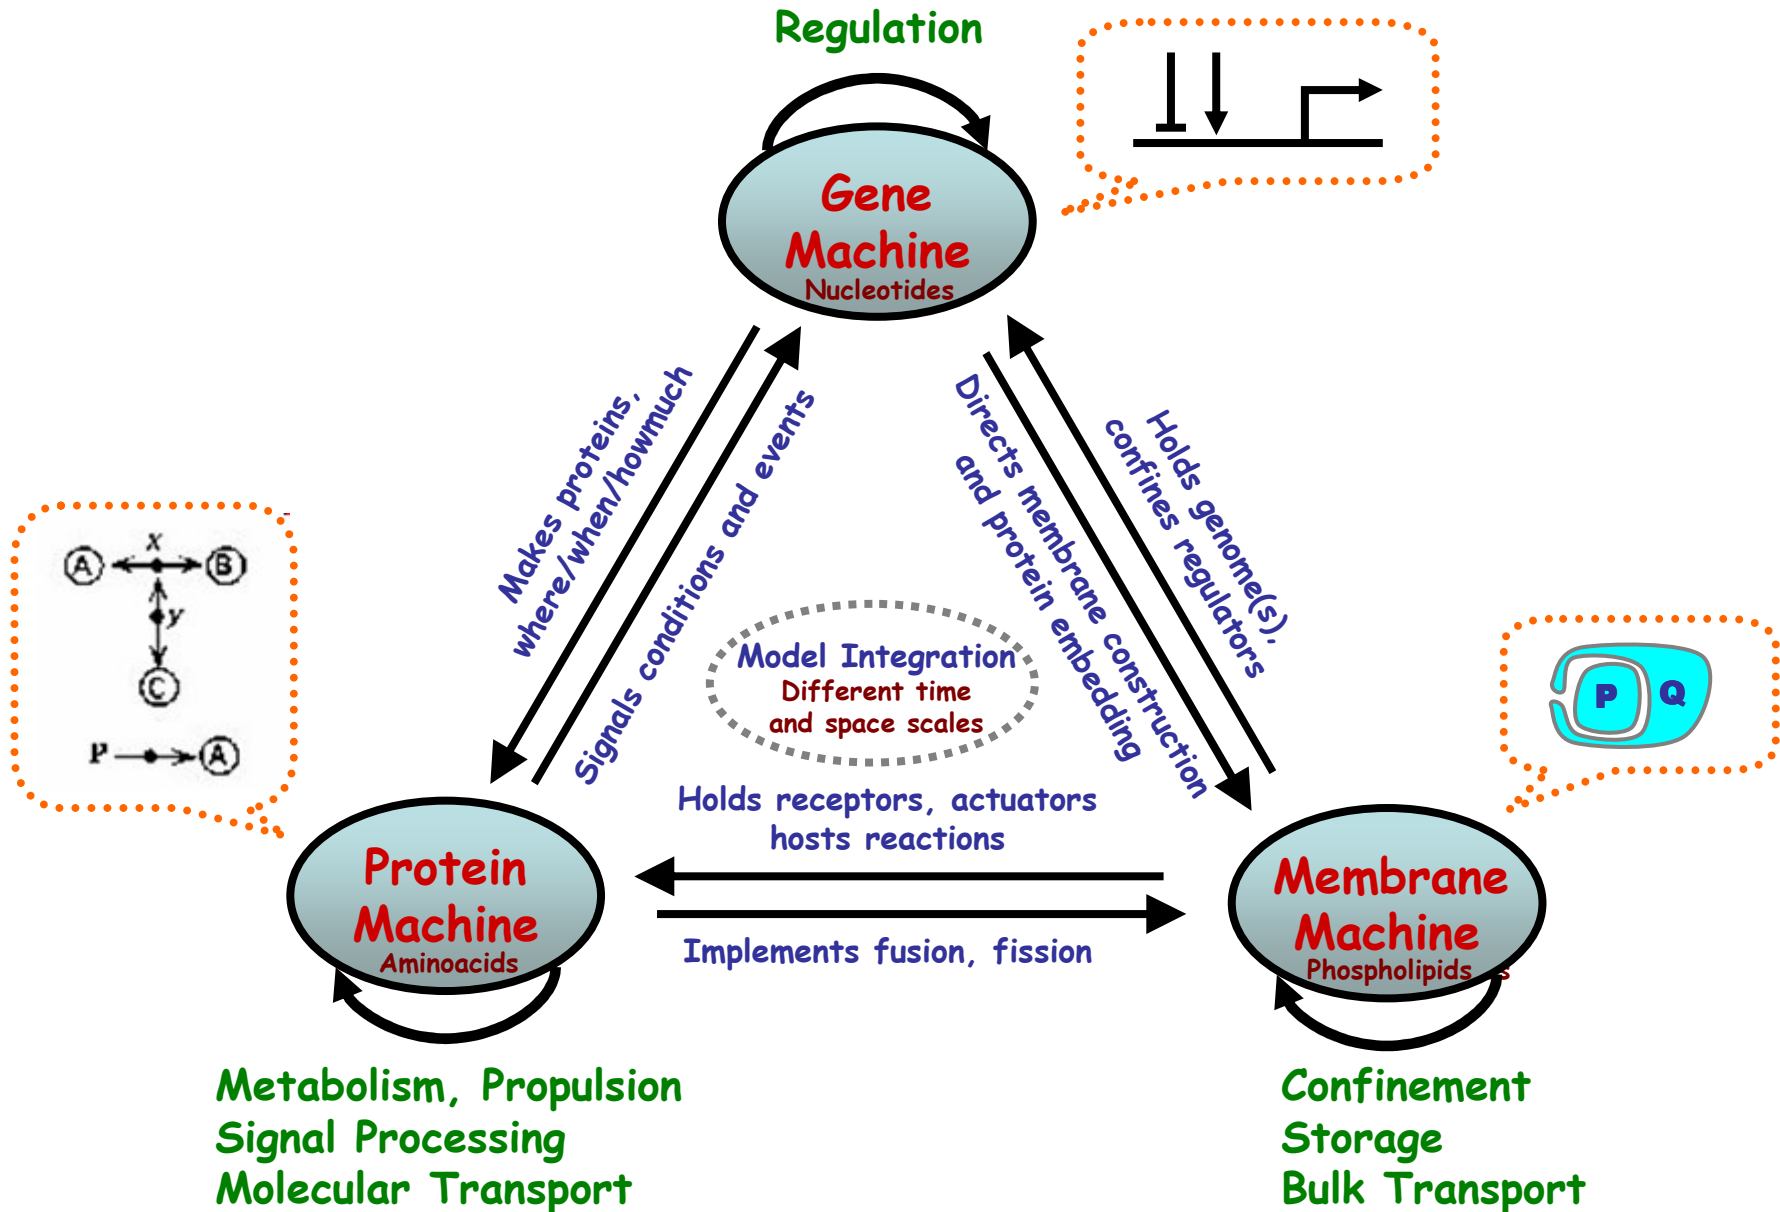 Regulation
Gene
Machine
Nucleotides
Makes proteins,
where/when/howmuch
Signals conditions and events
Directs membrane construction
and protein embedding
Holds genome(s),
confines regulators
x
A
B
y
C
P
A
Model Integration
Different time
and space scales
P
Q
Holds receptors, actuators
hosts reactions
Implements fusion, fission
Protein
Machine
Aminoacids
Membrane
Machine
Phospholipids s
Metabolism, Propulsion
Signal Processing
Molecular Transport
Confinement
Storage
Bulk Transport